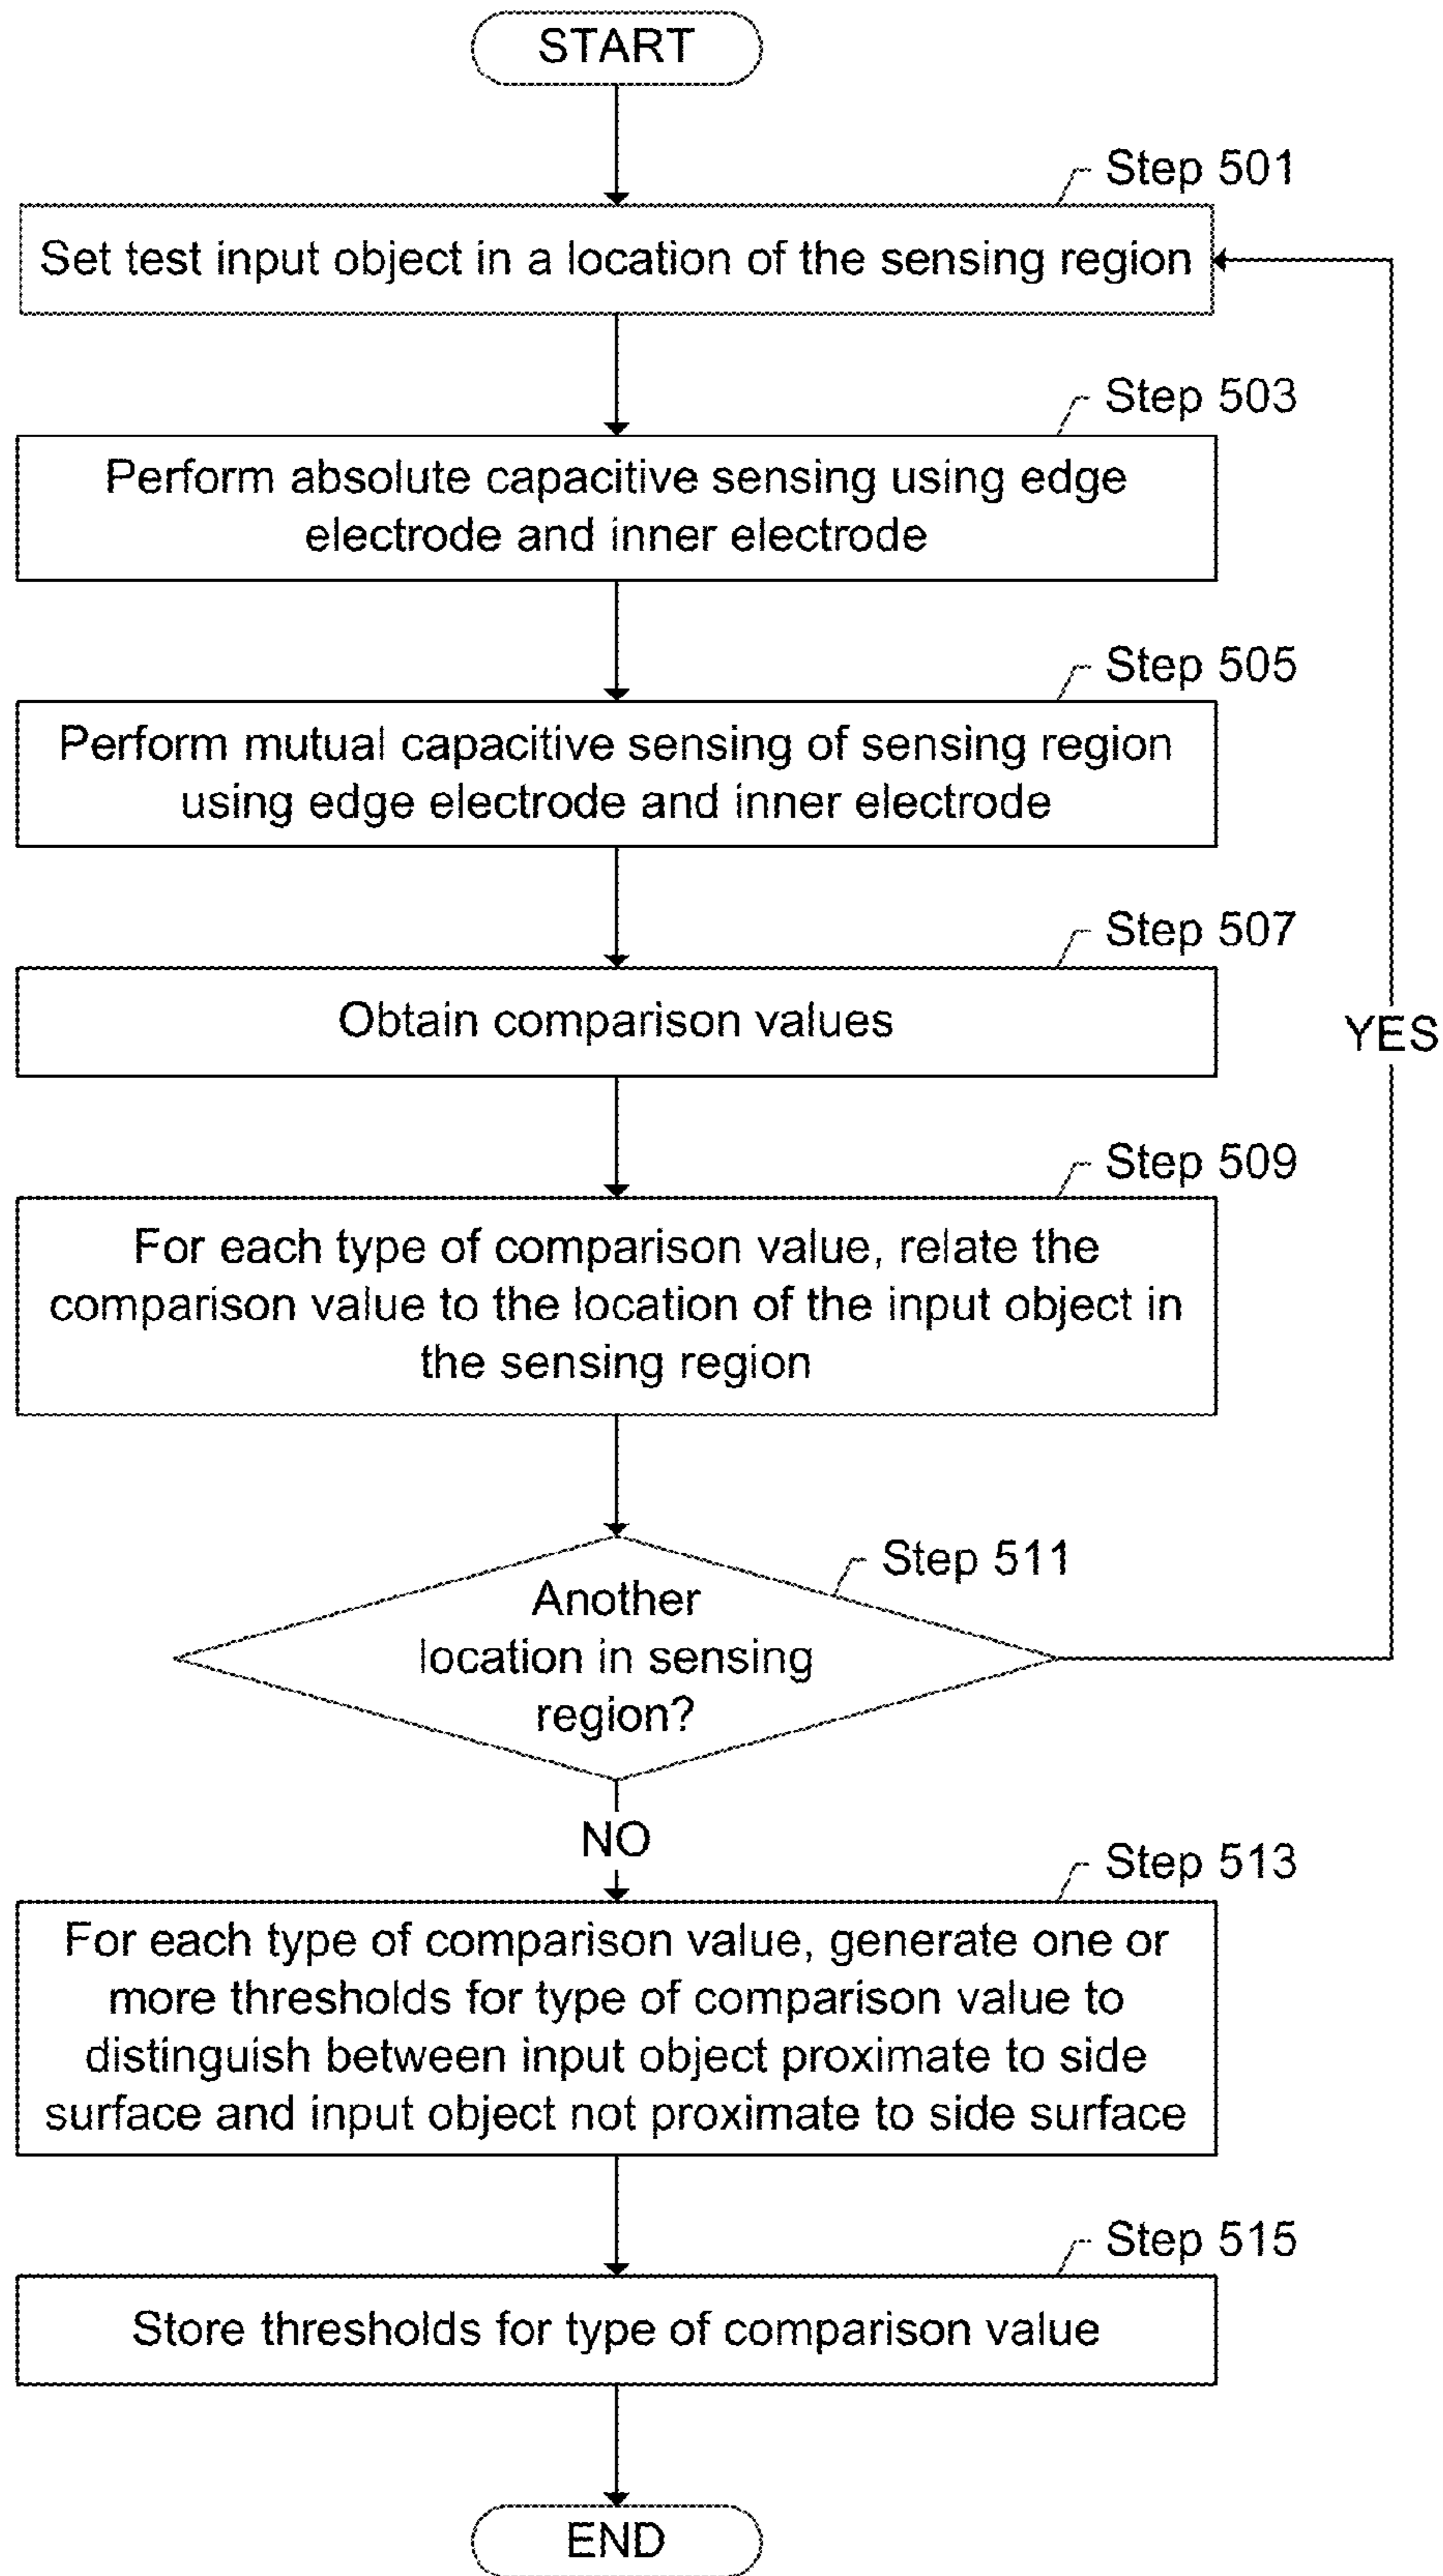 START
Step 501
Set test input object in a location of the sensing region
Step 503
Perform absolute capacitive sensing using edge
electrode and inner electrode
Step 505
Perform mutual capacitive sensing of sensing region
using edge electrode and inner electrode
Step 507
Obtain comparison values
YES
Step 509
For each type of comparison value, relate the
comparison value to the location of the input object in
the sensing region
Step 511
Another
location in sensing
region?
NO
Step 513
For each type of comparison value, generate one or
more thresholds for type of comparison value to
distinguish between input object proximate to side
surface and input object not proximate to side surface
Step 515
Store thresholds for type of comparison value
END